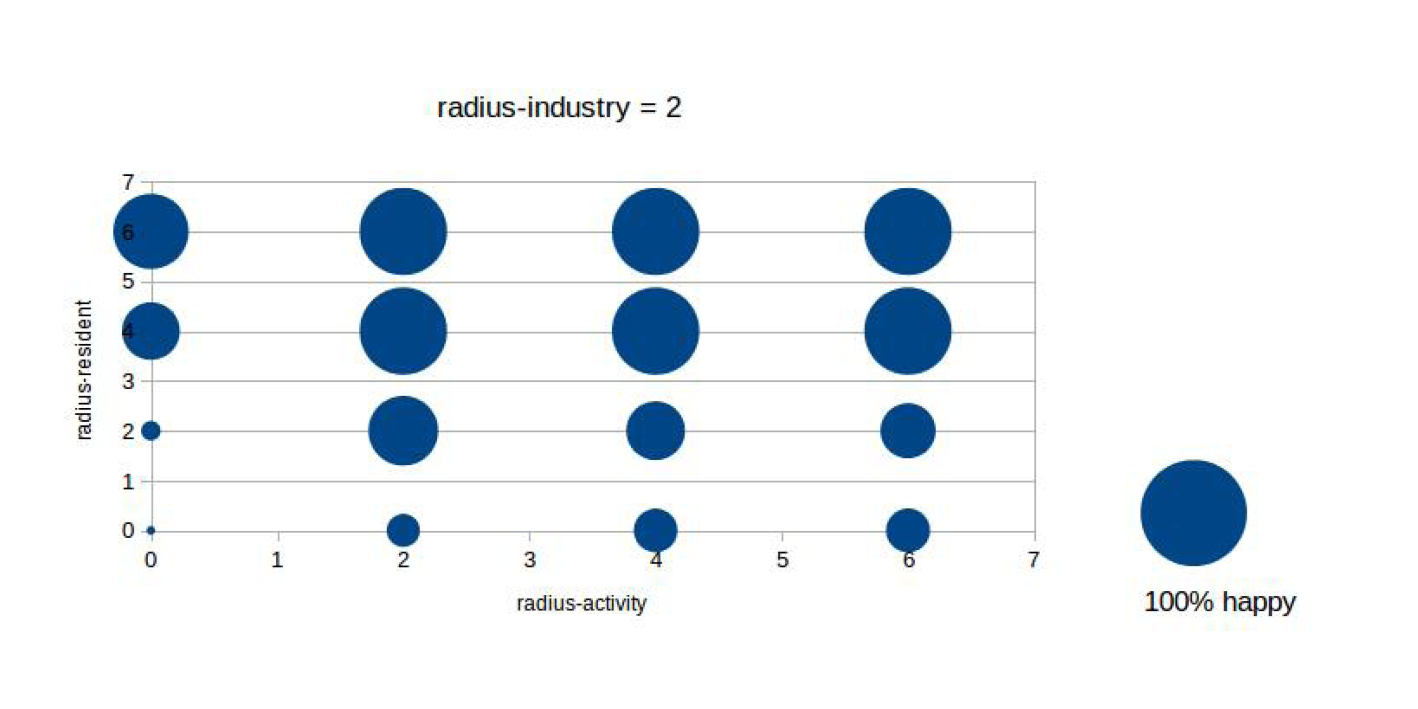 radius-industry = 2
7
6
5
4
3
2
1
0
radius-resident
0 1 2 3 4 5 6 7
radius-activity
100% happy